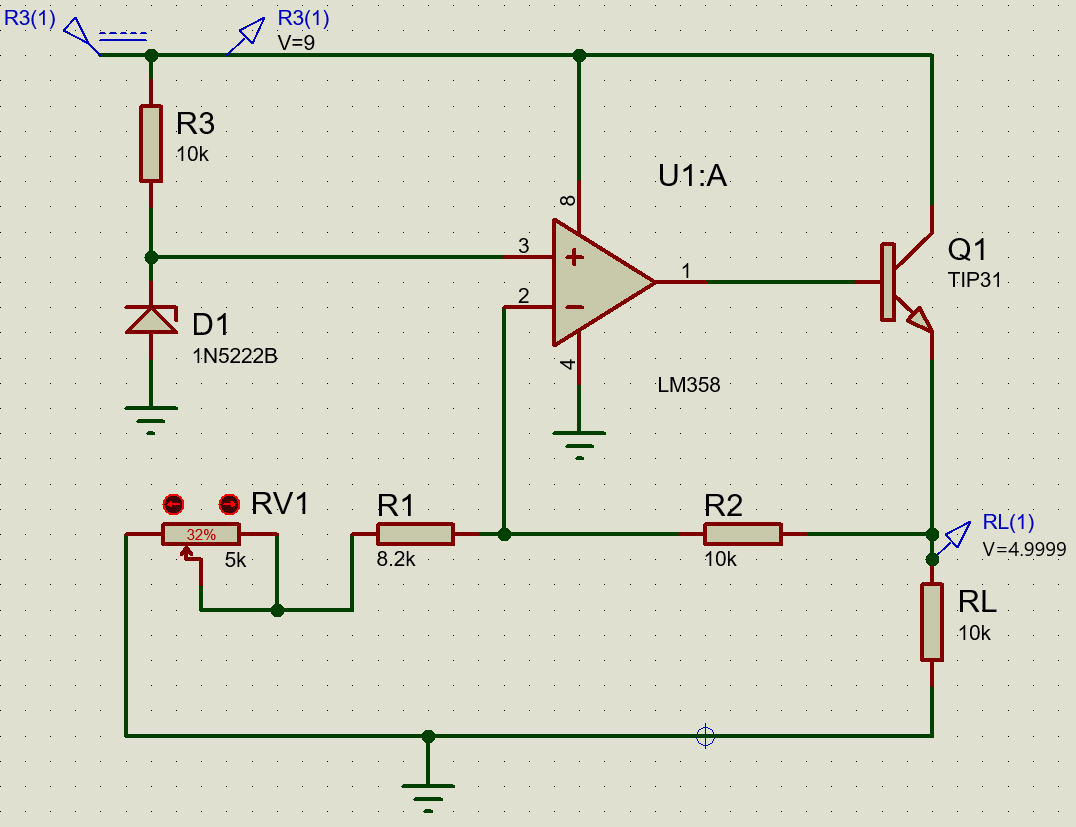 R3(1)
R3(1)
V=9
R3
10k
U1:A
8
3
2
1
4
+
−
Q1
TIP31
D1
1N5222B
LM358
RV1
32%
5k
R1
8.2k
R2
10k
RL(1)
V=4.9999
RL
10k